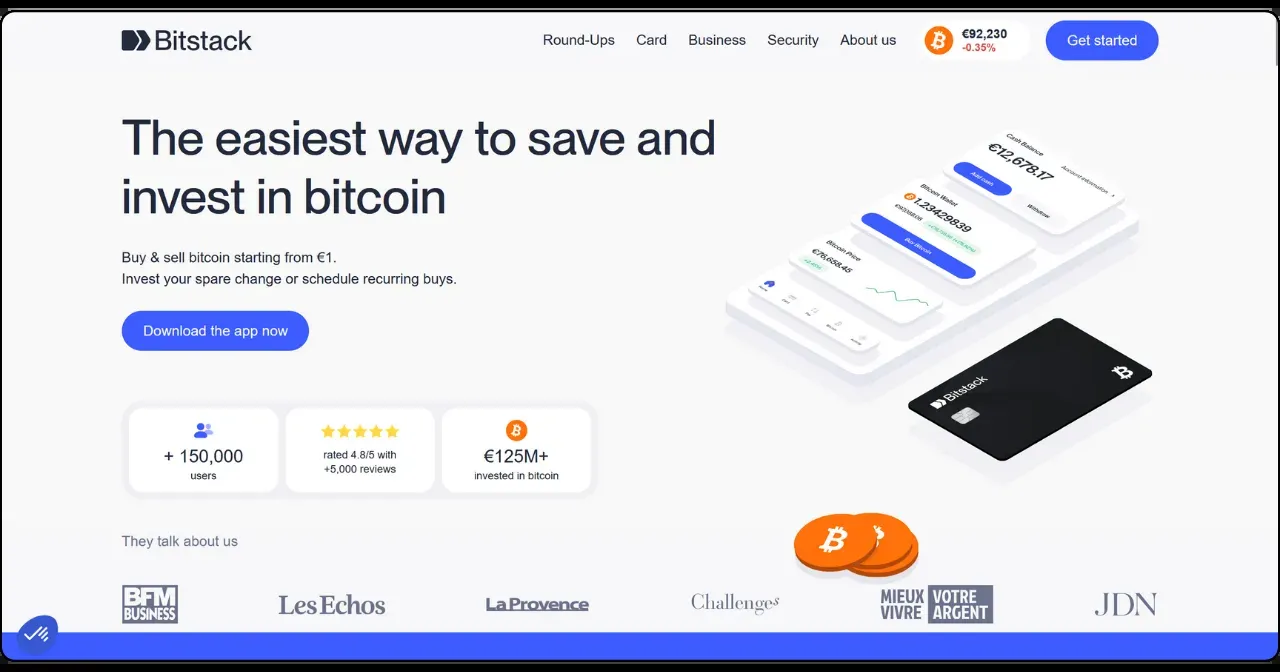 Bitstack
Round-Ups
Card
Business
Security
About us
€92,230
-0.35%
Get started
The easiest way to save and
invest in bitcoin
Buy & sell bitcoin starting from €1.
Invest your spare change or schedule recurring buys.
Download the app now
Cash Balance
€12,678.17
Account information
Add cash
Withdraw
Bitcoin Wallet
1.23429839
Buy Bitcoin
Bitcoin Price
€76,658.45
Bitstack
+ 150,000
users
rated 4.8/5 with
+5,000 reviews
€125M+
invested in bitcoin
They talk about us
BFM
BUSINESS
Les Echos
La Provence
Challenges
MIEUX
VIVRE
VOTRE
ARGENT
JDN